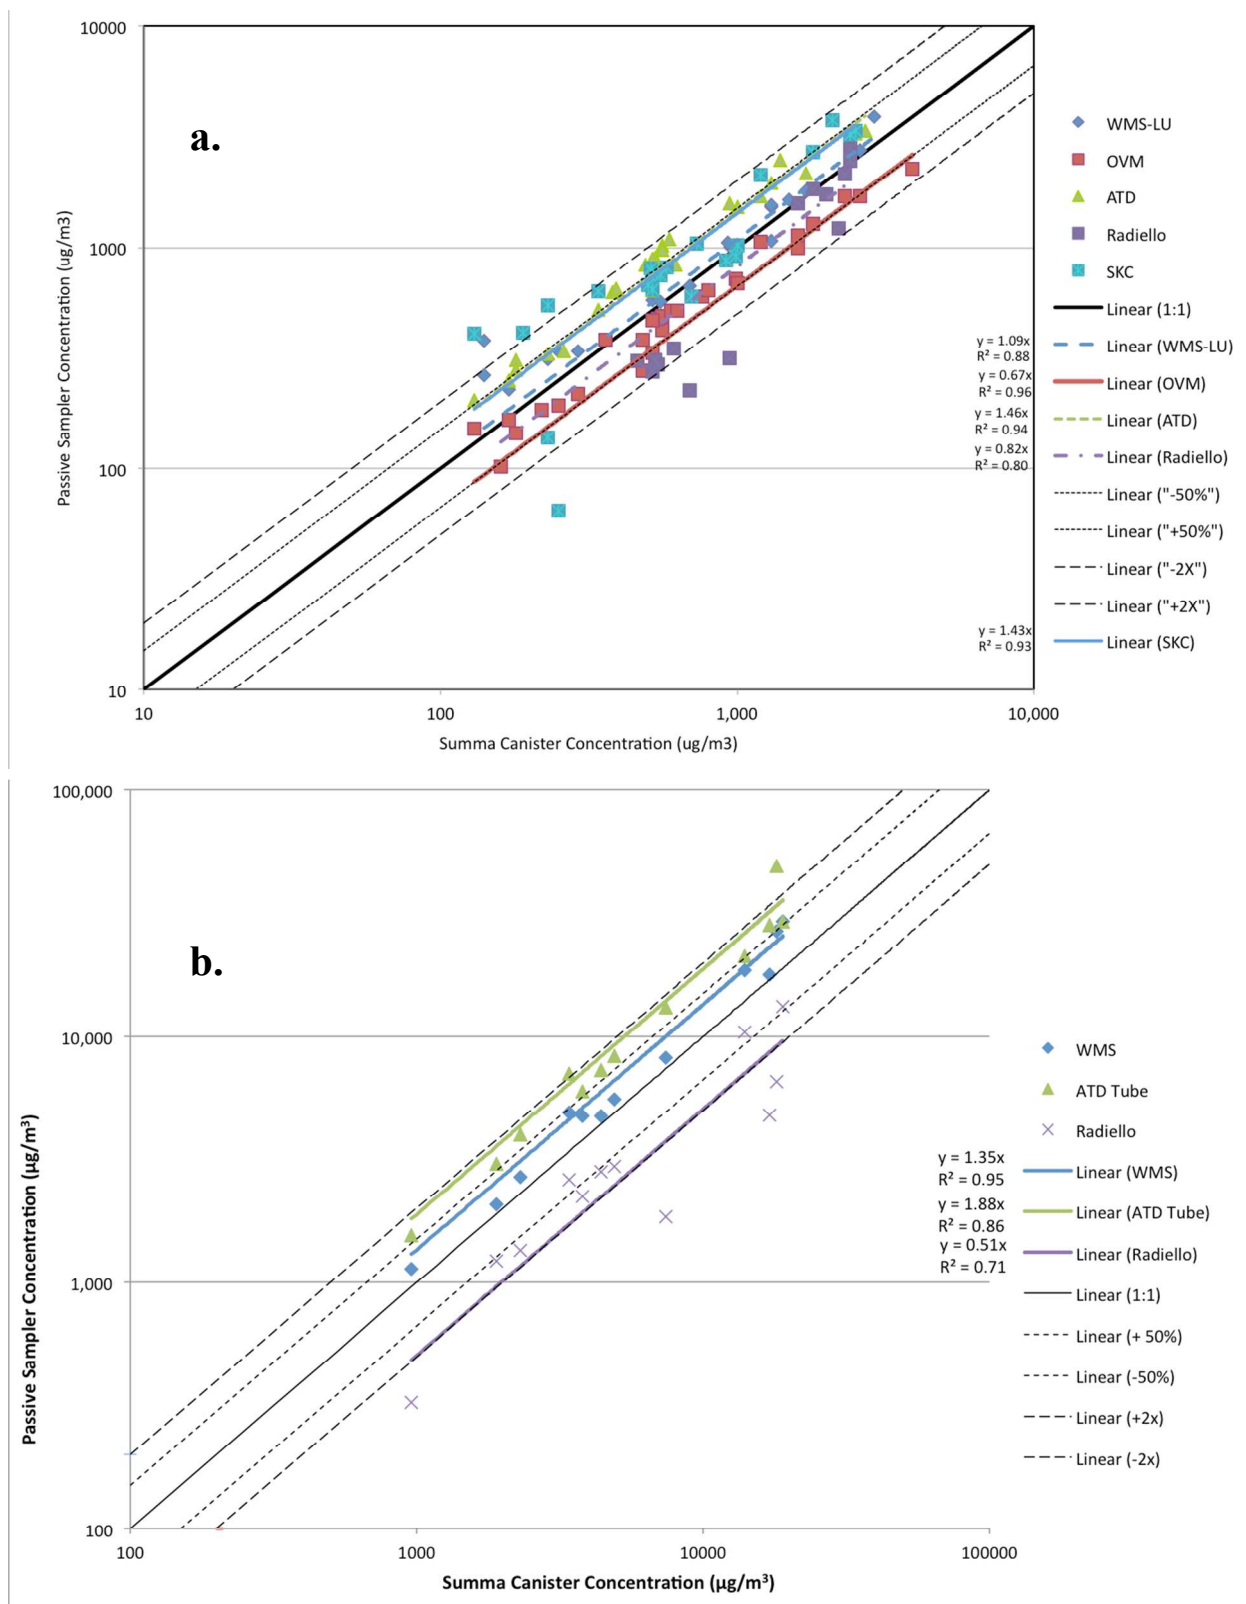 a.
10000
1000
100
10
Passive Sampler Concentration (ug/m3)
10
100
1,000
10,000
Summa Canister Concentration (ug/m3)
WMS-LU
OVM
ATD
Radiello
SKC
Linear (1:1)
Linear (WMS-LU)
Linear (OVM)
Linear (ATD)
Linear (Radiello)
Linear ("-50%")
Linear ("+50%")
Linear ("-2X")
Linear ("+2X")
Linear (SKC)
y = 1.09x
R² = 0.88
y = 0.67x
R² = 0.96
y = 1.46x
R² = 0.94
y = 0.82x
R² = 0.80
y = 1.43x
R² = 0.93
b.
100,000
10,000
1,000
100
Passive Sampler Concentration (µg/m³)
100
1000
10000
100000
Summa Canister Concentration (µg/m³)
WMS
ATD Tube
Radiello
Linear (WMS)
Linear (ATD Tube)
Linear (Radiello)
Linear (1:1)
Linear (+ 50%)
Linear (-50%)
Linear (+2x)
Linear (-2x)
y = 1.35x
R² = 0.95
y = 1.88x
R² = 0.86
y = 0.51x
R² = 0.71